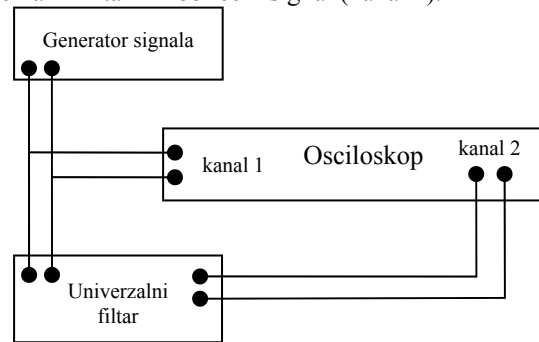 Generator signala
kanal 1
Osciloskop
kanal 2
Univerzalni
filtar